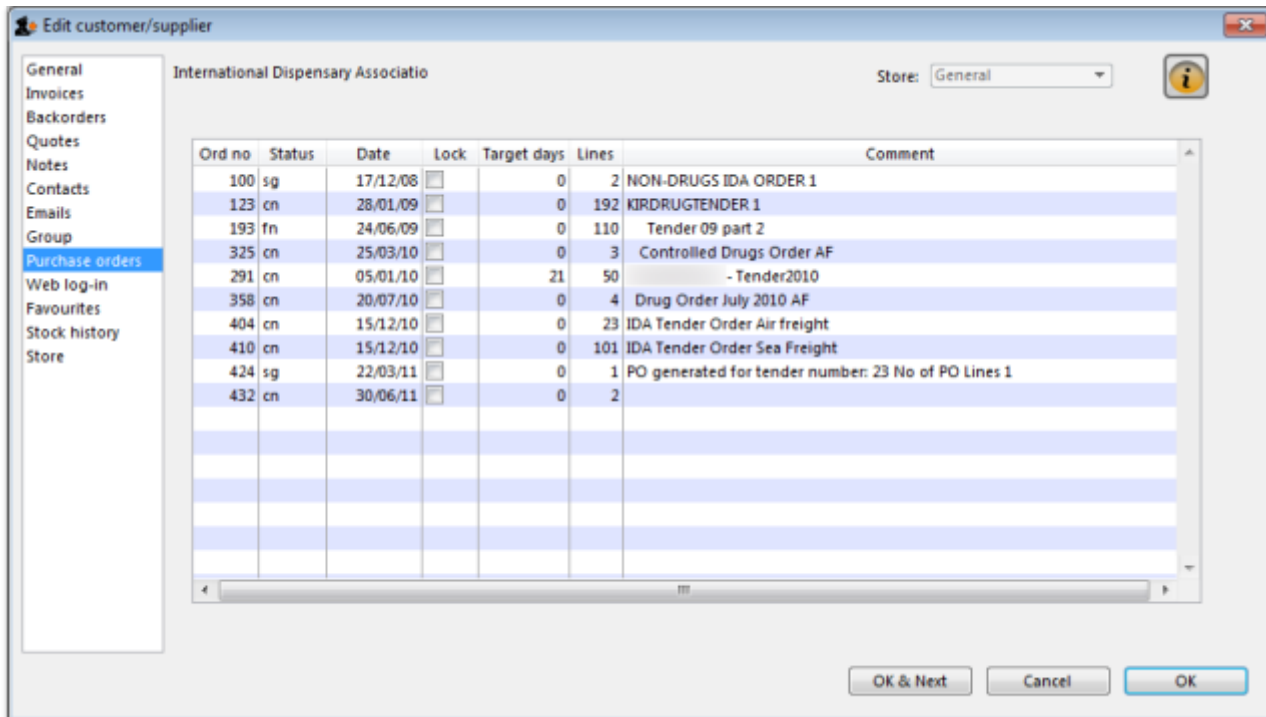 Edit customer/supplier
General
Invoices
Backorders
Quotes
Notes
Contacts
Emails
Group
Purchase orders
Web log-in
Favourites
Stock history
Store
International Dispensary Associatio
Store: General
Ord no Status Date Lock Target days Lines Comment
100 sg 17/12/08 0 2 NON-DRUGS IDA ORDER 1
123 cn 28/01/09 0 192 KIRDRUGTENDER 1
193 fn 24/06/09 0 110 Tender 09 part 2
325 cn 25/03/10 0 3 Controlled Drugs Order AF
291 cn 05/01/10 21 50 - Tender2010
358 cn 20/07/10 0 4 Drug Order July 2010 AF
404 cn 15/12/10 0 23 IDA Tender Order Air freight
410 cn 15/12/10 0 101 IDA Tender Order Sea Freight
424 sg 22/03/11 0 1 PO generated for tender number: 23 No of PO Lines 1
432 cn 30/06/11 0 2
OK & Next Cancel OK